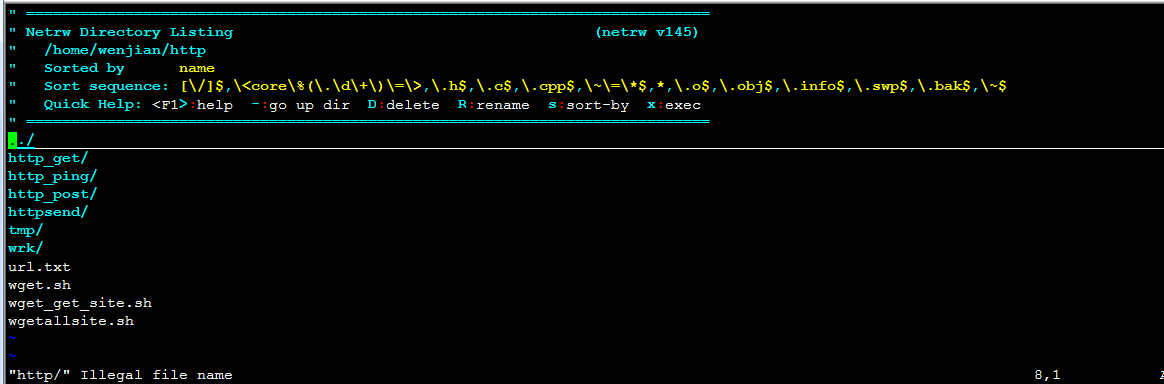 " ============================================================================
" Netrw Directory Listing                                        (netrw v145)
"   /home/wenjian/http
"   Sorted by      name
"   Sort sequence: [\/]$,\<core\%(\.\d\+\)\=\>,\.h$,\.c$,\.cpp$,\~\=\*$,*,\.o$,\.obj$,\.info$,\.swp$,\.bak$,\~$
"   Quick Help: <F1>:help  -:go up dir  D:delete  R:rename  s:sort-by  x:exec
" ============================================================================
../
http_get/
http_ping/
http_post/
httpsend/
tmp/
wrk/
url.txt
wget.sh
wget_get_site.sh
wgetallsite.sh
~
~
"http/" Illegal file name                                                                                         8,1